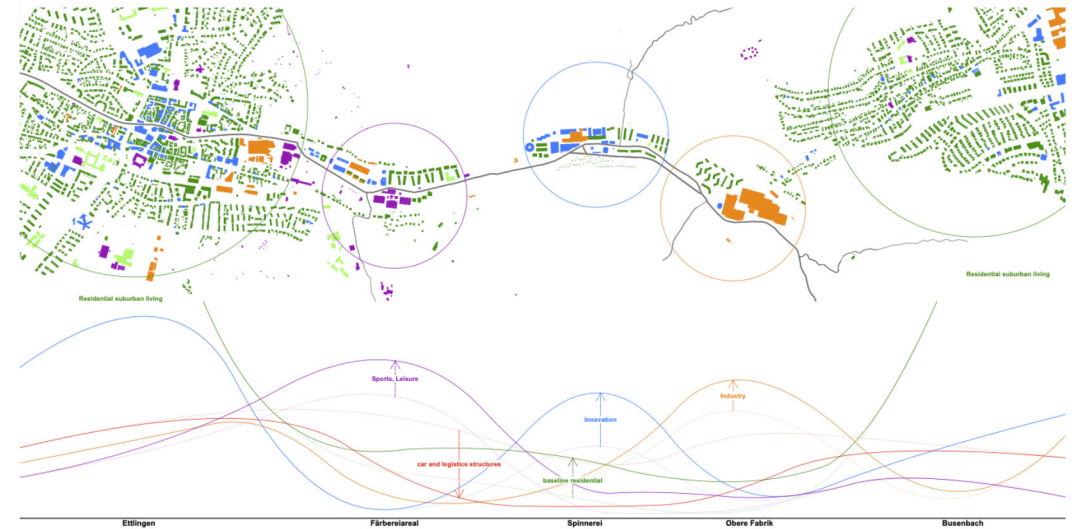 Residential suburban living
Residential suburban living
Sports, Leisure
Industry
Innovation
car and logistics structures
baseline residential
Ettlingen
Färbereiareal
Spinnerei
Obere Fabrik
Busenbach